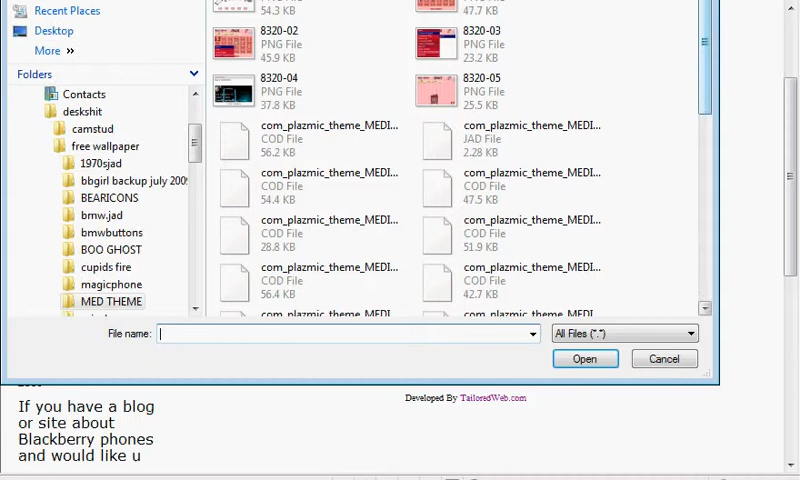 Recent Places
Desktop
More »
Folders
Contacts
deskshit
camstud
free wallpaper
1970sjad
bbgirl backup july 2009
BEARICONS
bmw.jad
bmwbuttons
BOO GHOST
cupids fire
magicphone
MED THEME
54.3 KB
47.7 KB
8320-02
PNG File
45.9 KB
8320-03
PNG File
23.2 KB
8320-04
PNG File
37.8 KB
8320-05
PNG File
25.5 KB
com_plazmic_theme_MEDI...
COD File
56.2 KB
com_plazmic_theme_MEDI...
JAD File
2.28 KB
com_plazmic_theme_MEDI...
COD File
54.4 KB
com_plazmic_theme_MEDI...
COD File
47.5 KB
com_plazmic_theme_MEDI...
COD File
28.8 KB
com_plazmic_theme_MEDI...
COD File
51.9 KB
com_plazmic_theme_MEDI...
COD File
56.4 KB
com_plazmic_theme_MEDI...
COD File
42.7 KB
File name:
All Files (*.*)
Open
Cancel
If you have a blog
or site about
Blackberry phones
and would like u
Developed By TailoredWeb.com